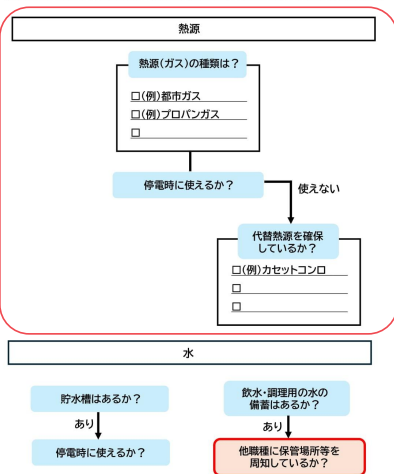 熱源
熱源(ガス)の種類は？
□(例)都市ガス
□(例)プロパンガス
□
停電時に使えるか？
使えない
代替熱源を確保
しているか？
□(例)カセットコンロ
□
□
水
貯水槽はあるか？
あり
停電時に使えるか？
飲水・調理用の水の
備蓄はあるか？
あり
他職種に保管場所等を
周知しているか？